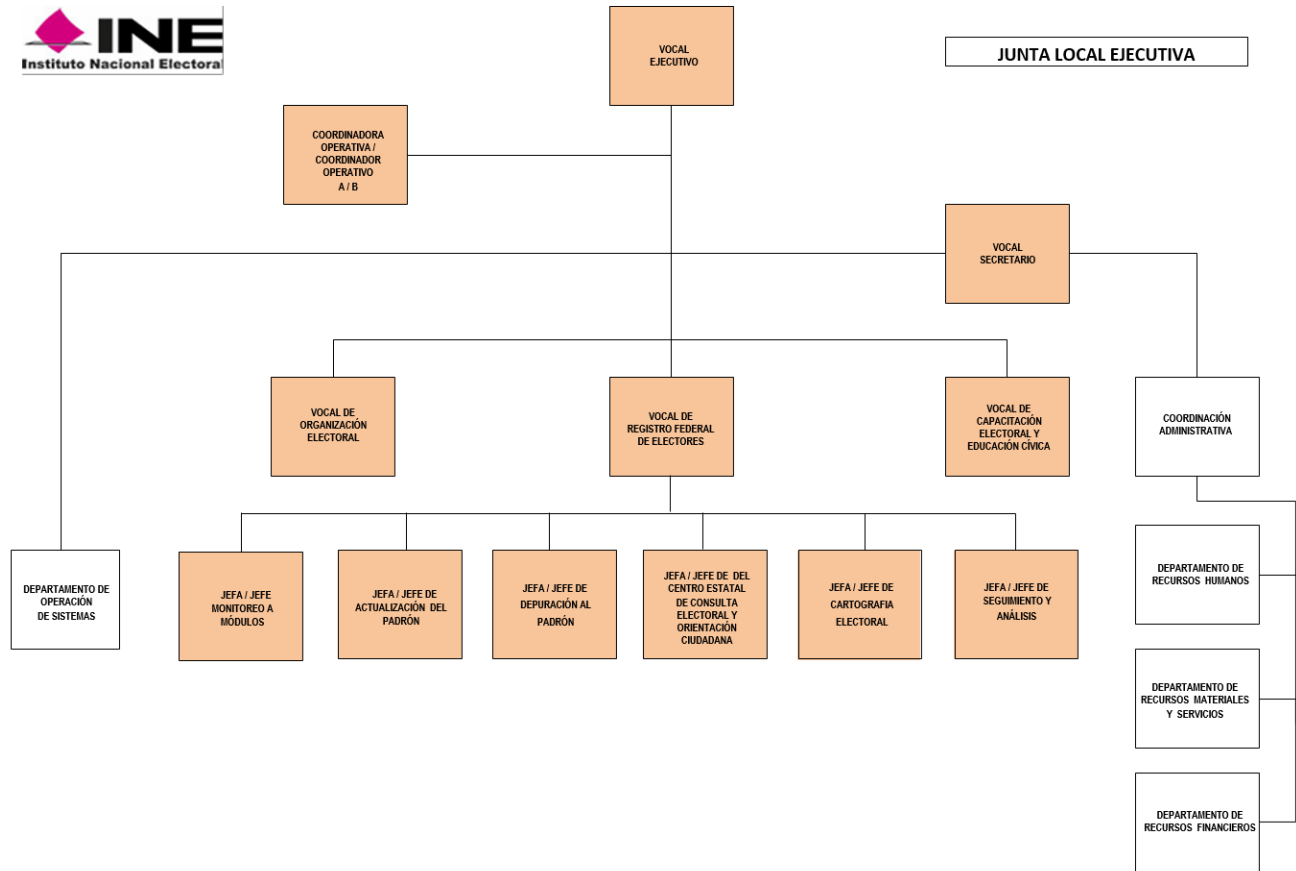 INE
Instituto Nacional Electoral
VOCAL
EJECUTIVO
JUNTA LOCAL EJECUTIVA
COORDINADORA
OPERATIVA /
COORDINADOR
OPERATIVO
A / B
VOCAL
SECRETARIO
VOCAL DE
ORGANIZACIÓN
ELECTORAL
VOCAL DE
REGISTRO FEDERAL
DE ELECTORES
VOCAL DE
CAPACITACIÓN
ELECTORAL Y
EDUCACIÓN CÍVICA
COORDINACIÓN
ADMINISTRATIVA
DEPARTAMENTO DE
OPERACIÓN
DE SISTEMAS
JEFA / JEFE
MONITOREO A
MÓDULOS
JEFA / JEFE DE
ACTUALIZACIÓN DEL
PADRÓN
JEFA / JEFE DE
DEPURACIÓN AL
PADRÓN
JEFA / JEFE DE DEL
CENTRO ESTATAL
DE CONSULTA
ELECTORAL Y
ORIENTACIÓN
CIUDADANA
JEFA / JEFE DE
CARTOGRAFIA
ELECTORAL
JEFA / JEFE DE
SEGUIMIENTO Y
ANÁLISIS
DEPARTAMENTO DE
RECURSOS HUMANOS
DEPARTAMENTO DE
RECURSOS MATERIALES
Y SERVICIOS
DEPARTAMENTO DE
RECURSOS FINANCIEROS